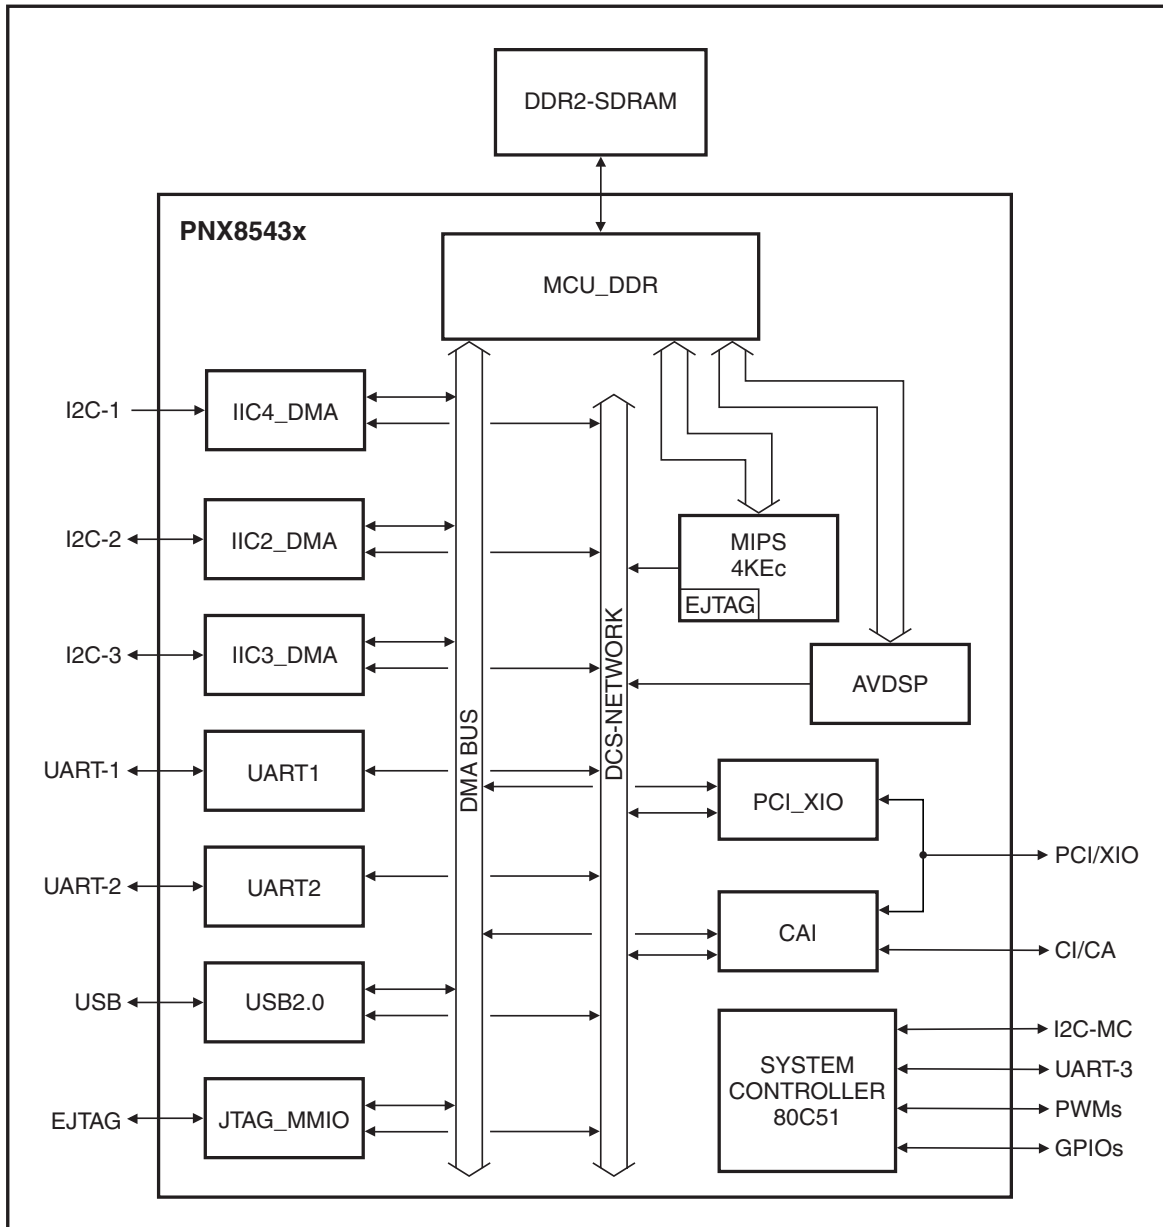 DDR2-SDRAM
PNX8543x
MCU_DDR
I2C-1
IIC4_DMA
I2C-2
IIC2_DMA
MIPS
4KEc
EJTAG
I2C-3
IIC3_DMA
DMA BUS
DCS-NETWORK
AVDSP
UART-1
UART1
PCI_XIO
PCI/XIO
UART-2
UART2
CAI
CI/CA
USB
USB2.0
I2C-MC
SYSTEM
CONTROLLER
80C51
UART-3
PWMs
GPIOs
EJTAG
JTAG_MMIO